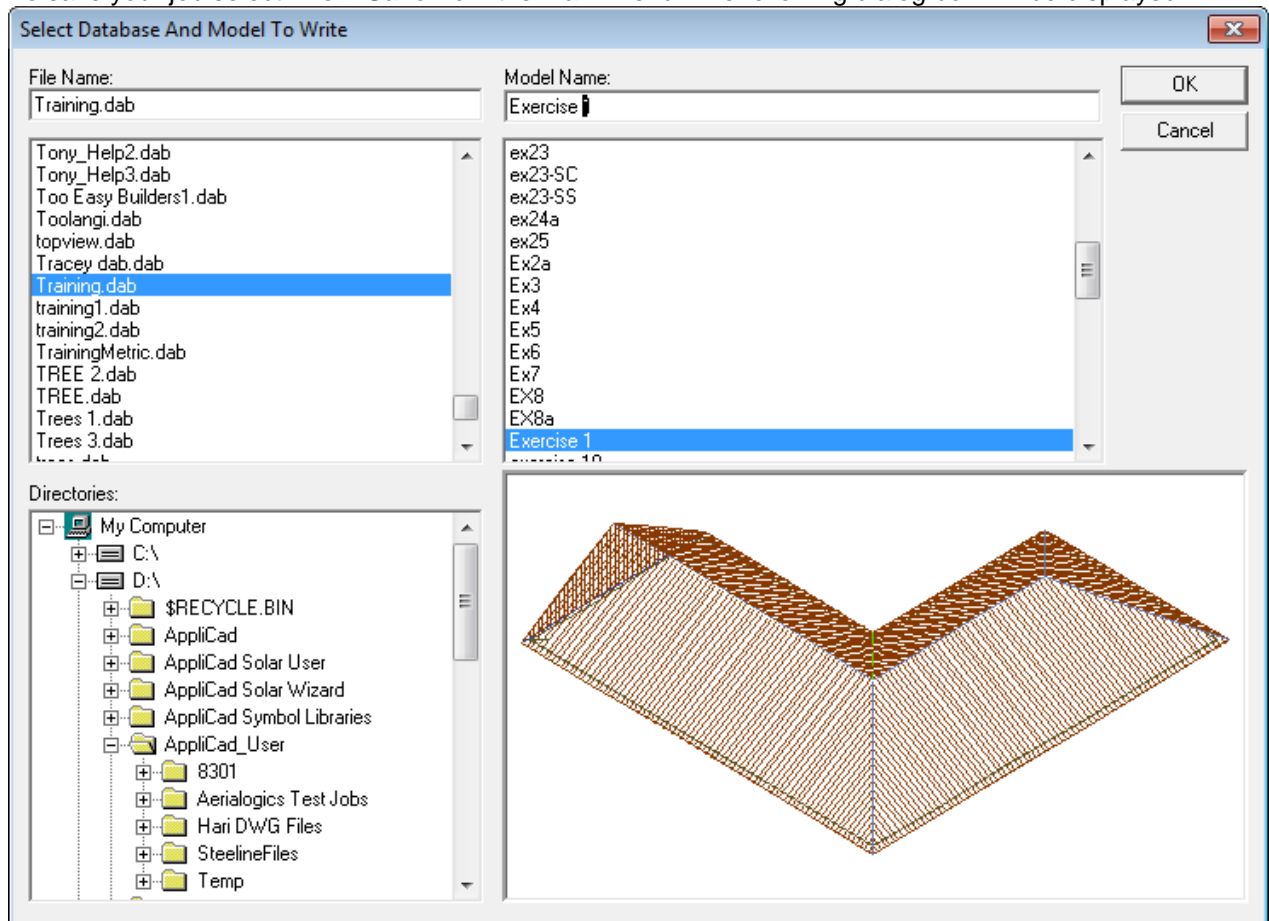 Select Database And Model To Write
File Name:
Training.dab
Tony_Help2.dab
Tony_Help3.dab
Too Easy Builders1.dab
Toolangi.dab
topview.dab
Tracey dab.dab
Training.dab
training1.dab
training2.dab
TrainingMetric.dab
TREE 2.dab
TREE.dab
Trees 1.dab
Trees 3.dab
Model Name:
Exercise
ex23
ex23-SC
ex23-SS
ex24a
ex25
Ex2a
Ex3
Ex4
Ex5
Ex6
Ex7
EX8
EX8a
Exercise 1
OK
Cancel
Directories:
My Computer
C:\
D:\
$RECYCLE.BIN
AppliCad
AppliCad Solar User
AppliCad Solar Wizard
AppliCad Symbol Libraries
AppliCad_User
8301
Aerialogics Test Jobs
Hari DWG Files
SteelineFiles
Temp